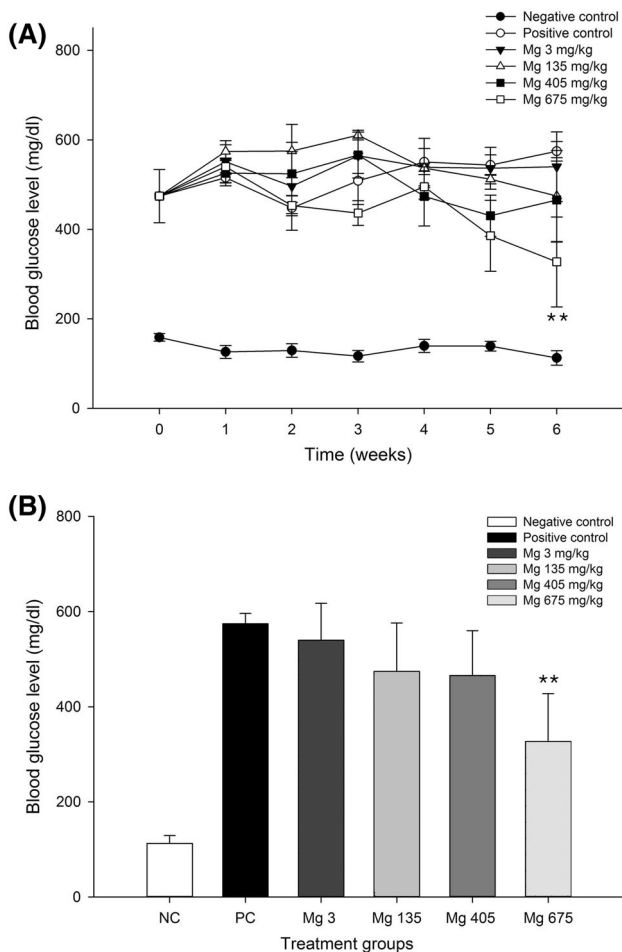 (A)
Negative control
Positive control
Mg 3 mg/kg
Mg 135 mg/kg
Mg 405 mg/kg
Mg 675 mg/kg
Blood glucose level (mg/dl)
800
600
400
200
0
**
0 1 2 3 4 5 6
Time (weeks)
(B)
Negative control
Positive control
Mg 3 mg/kg
Mg 135 mg/kg
Mg 405 mg/kg
Mg 675 mg/kg
Blood glucose level (mg/dl)
800
600
400
200
0
**
NC PC Mg 3 Mg 135 Mg 405 Mg 675
Treatment groups